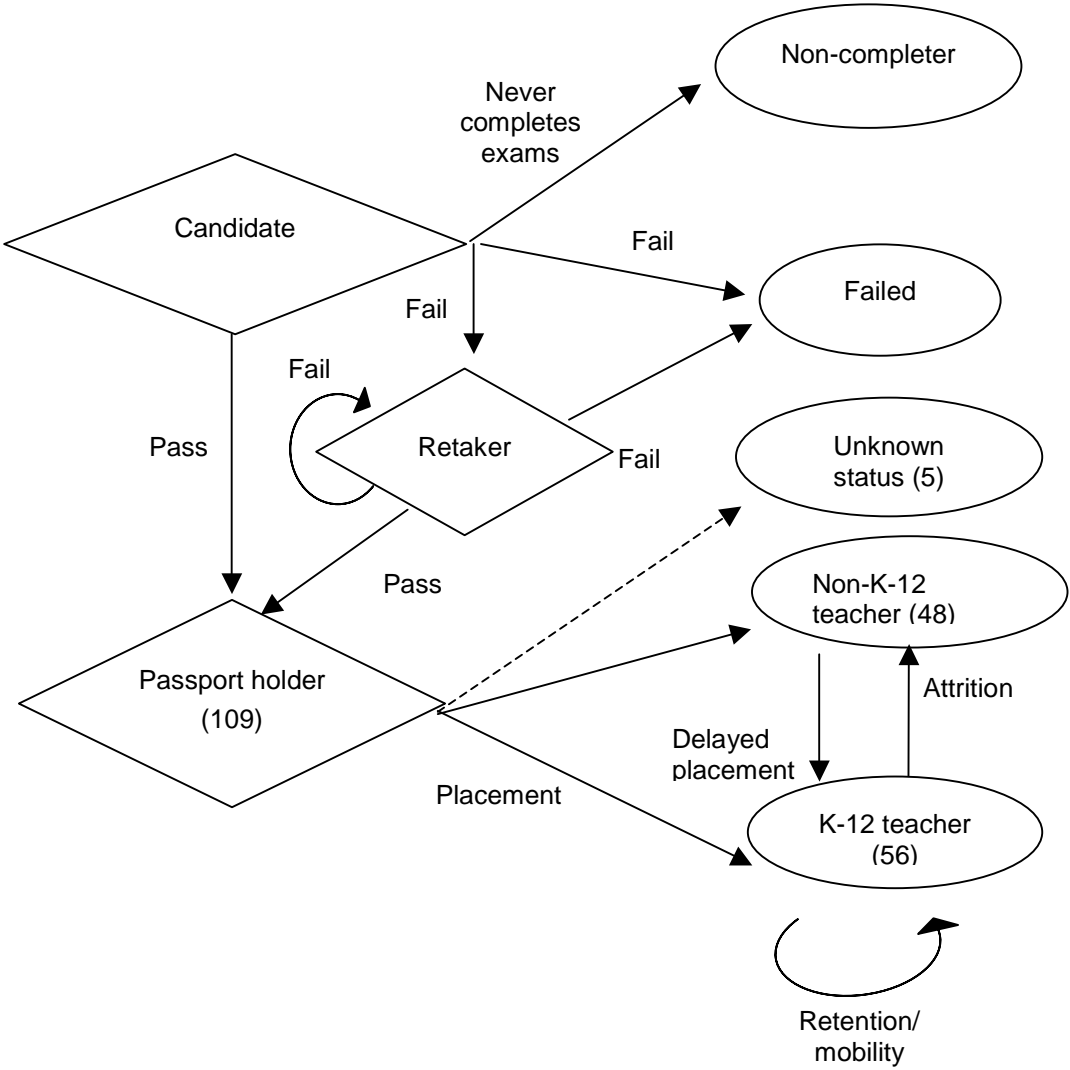 Non-completer
Never
completes
exams
Candidate
Fail
Fail
Failed
Fail
Pass
Retaker
Fail
Unknown
status (5)
Pass
Non-K-12
teacher (48)
Passport holder
(109)
Attrition
Delayed
placement
Placement
K-12 teacher
(56)
Retention/
mobility